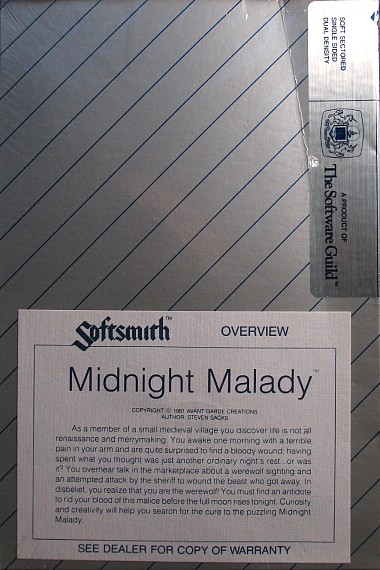 SOFT SECTORED
SINGLE SIDED
DUAL DENSITY
A PRODUCT OF
The Software Guild™
Softsmith™ OVERVIEW
Midnight Malady™
COPYRIGHT © 1981 AVANT GARDE CREATIONS
AUTHOR: STEVEN SACKS
As a member of a small medieval village you discover life is not all
renaissance and merrymaking. You awake one morning with a terrible
pain in your arm and are quite surprised to find a bloody wound; having
spent what you thought was just another ordinary night's rest...or was
it? You overhear talk in the marketplace about a werewolf sighting and
an attempted attack by the sheriff to wound the beast who got away. In
disbelief, you realize that you are the werewolf! You must find an antidote
to rid your blood of this malice before the full moon rises tonight. Curiosity
and creativity will help you search for the cure to the puzzling Midnight
Malady.
SEE DEALER FOR COPY OF WARRANTY